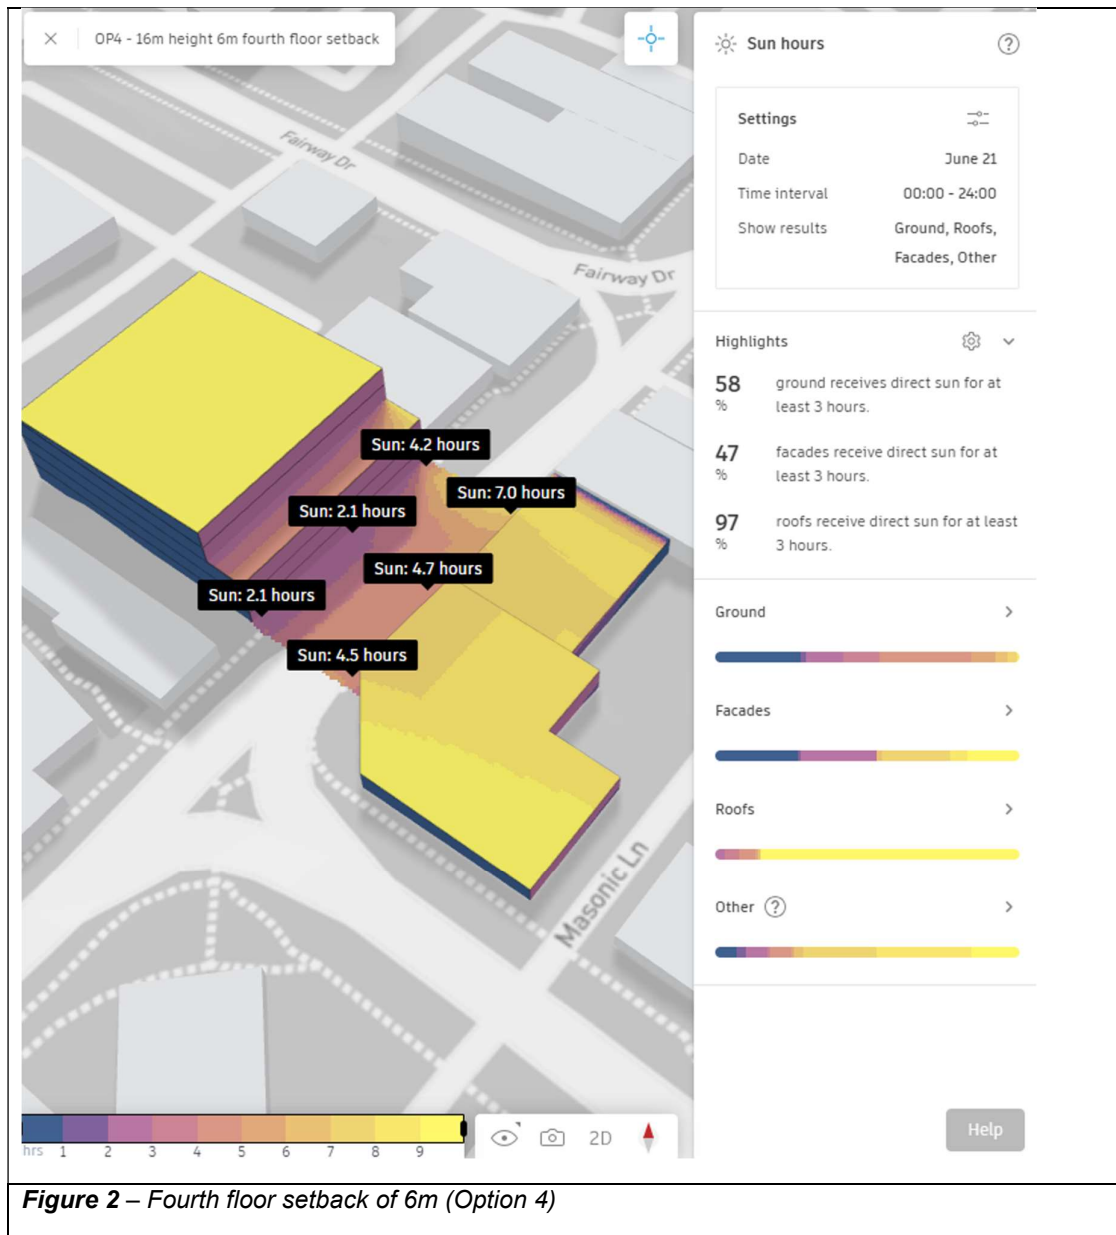 OP4 - 16m height 6m fourth floor setback
Fairway Dr
Fairway Dr
Sun: 4.2 hours
Sun: 7.0 hours
Sun: 2.1 hours
Sun: 4.7 hours
Sun: 2.1 hours
Sun: 4.5 hours
Masonic Ln
hrs 1 2 3 4 5 6 7 8 9
2D
Sun hours
?
Settings
Date June 21
Time interval 00:00 - 24:00
Show results Ground, Roofs,
Facades, Other
Highlights
58
%
ground receives direct sun for at
least 3 hours.
47
%
facades receive direct sun for at
least 3 hours.
97
%
roofs receive direct sun for at least
3 hours.
Ground
Facades
Roofs
Other ?
Help
Figure 2 – Fourth floor setback of 6m (Option 4)